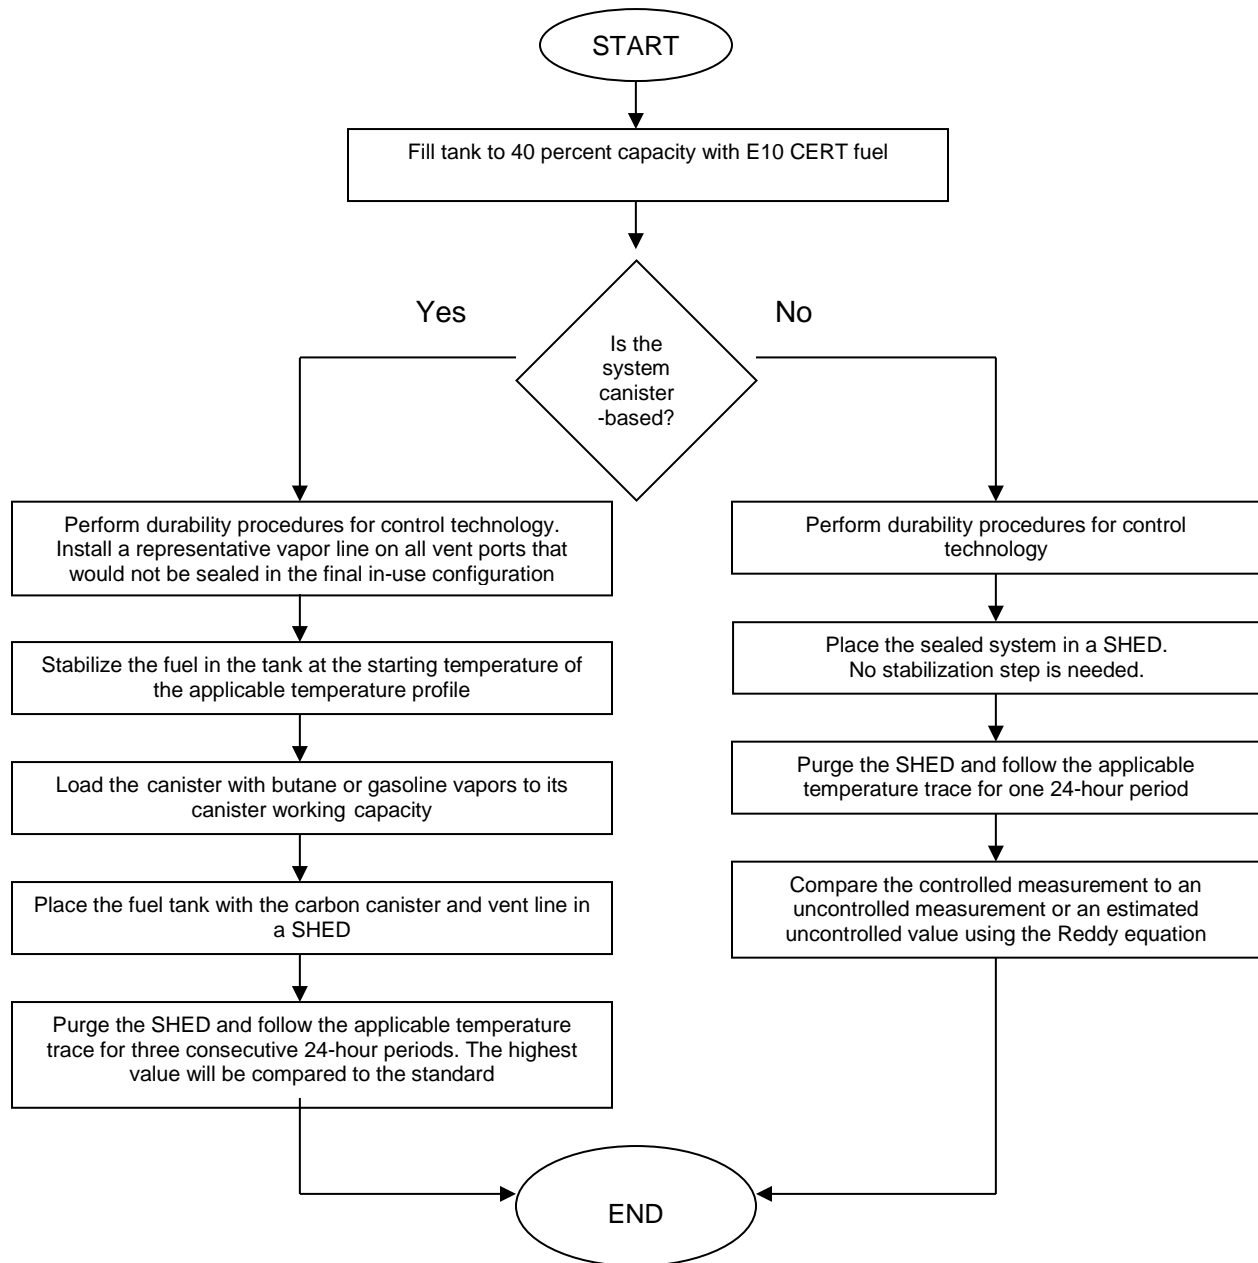 START
Fill tank to 40 percent capacity with E10 CERT fuel
Yes
No
Is the
system
canister
-based?
Perform durability procedures for control technology.
Install a representative vapor line on all vent ports that
would not be sealed in the final in-use configuration
Stabilize the fuel in the tank at the starting temperature of
the applicable temperature profile
Load the canister with butane or gasoline vapors to its
canister working capacity
Place the fuel tank with the carbon canister and vent line in
a SHED
Purge the SHED and follow the applicable temperature
trace for three consecutive 24-hour periods. The highest
value will be compared to the standard
Perform durability procedures for control
technology
Place the sealed system in a SHED.
No stabilization step is needed.
Purge the SHED and follow the applicable
temperature trace for one 24-hour period
Compare the controlled measurement to an
uncontrolled measurement or an estimated
uncontrolled value using the Reddy equation
END